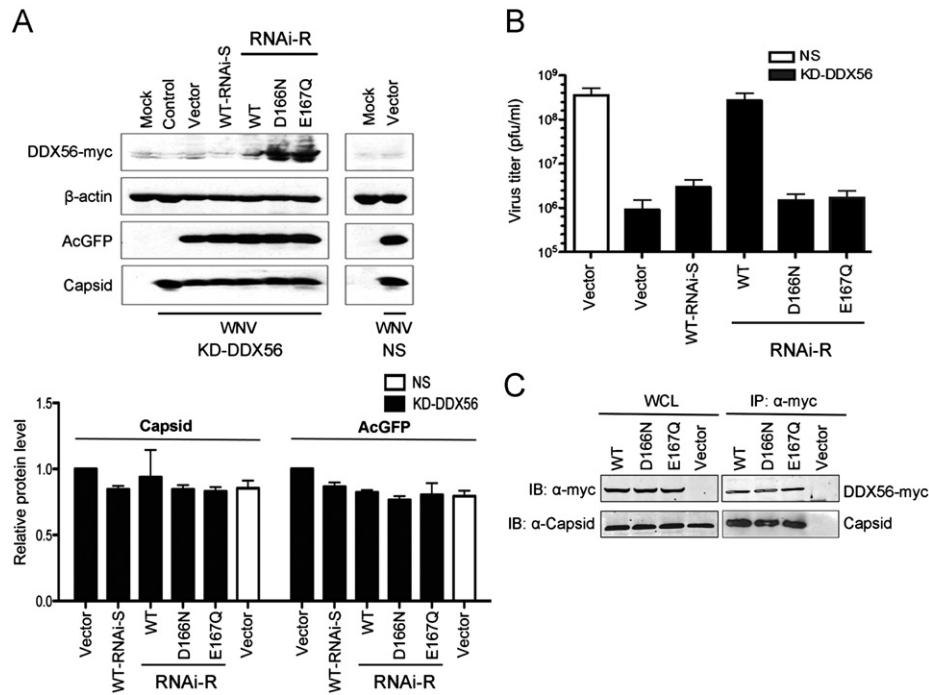 A
RNAi-R
Mock
Control
Vector
WT-RNAi-S
WT
D166N
E167Q
Mock
Vector
DDX56-myc
β-actin
AcGFP
Capsid
WNV
KD-DDX56
WNV
NS
NS
KD-DDX56
Relative protein level
1.5
1.0
0.5
0.0
Capsid
AcGFP
Vector
WT-RNAi-S
WT
D166N
E167Q
Vector
Vector
WT-RNAi-S
WT
D166N
E167Q
Vector
RNAi-R
RNAi-R
B
NS
KD-DDX56
Virus titer (pfu/ml)
10⁹
10⁸
10⁷
10⁶
10⁵
Vector
Vector
WT-RNAi-S
WT
D166N
E167Q
RNAi-R
C
WCL
IP: α-myc
WT
D166N
E167Q
Vector
WT
D166N
E167Q
Vector
IB: α-myc
DDX56-myc
IB: α-Capsid
Capsid